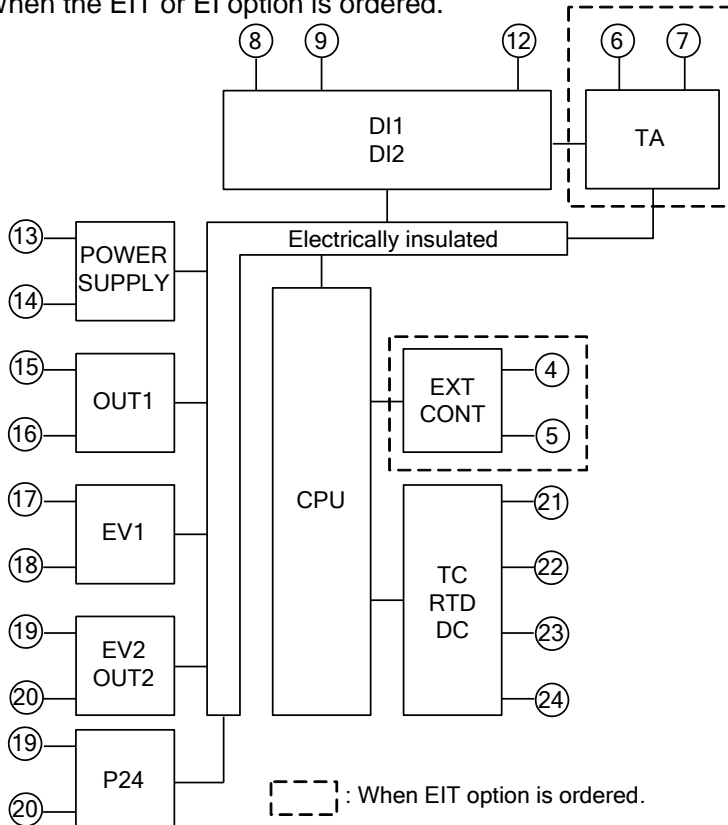 when the EIT or EI option is ordered.
8 9 12 6 7
DI1
DI2
TA
Electrically insulated
13
14
POWER
SUPPLY
15
16
OUT1
EXT
CONT
4
5
17
18
EV1
CPU
TC
RTD
DC
21
22
23
24
19
20
EV2
OUT2
19
20
P24
: When EIT option is ordered.